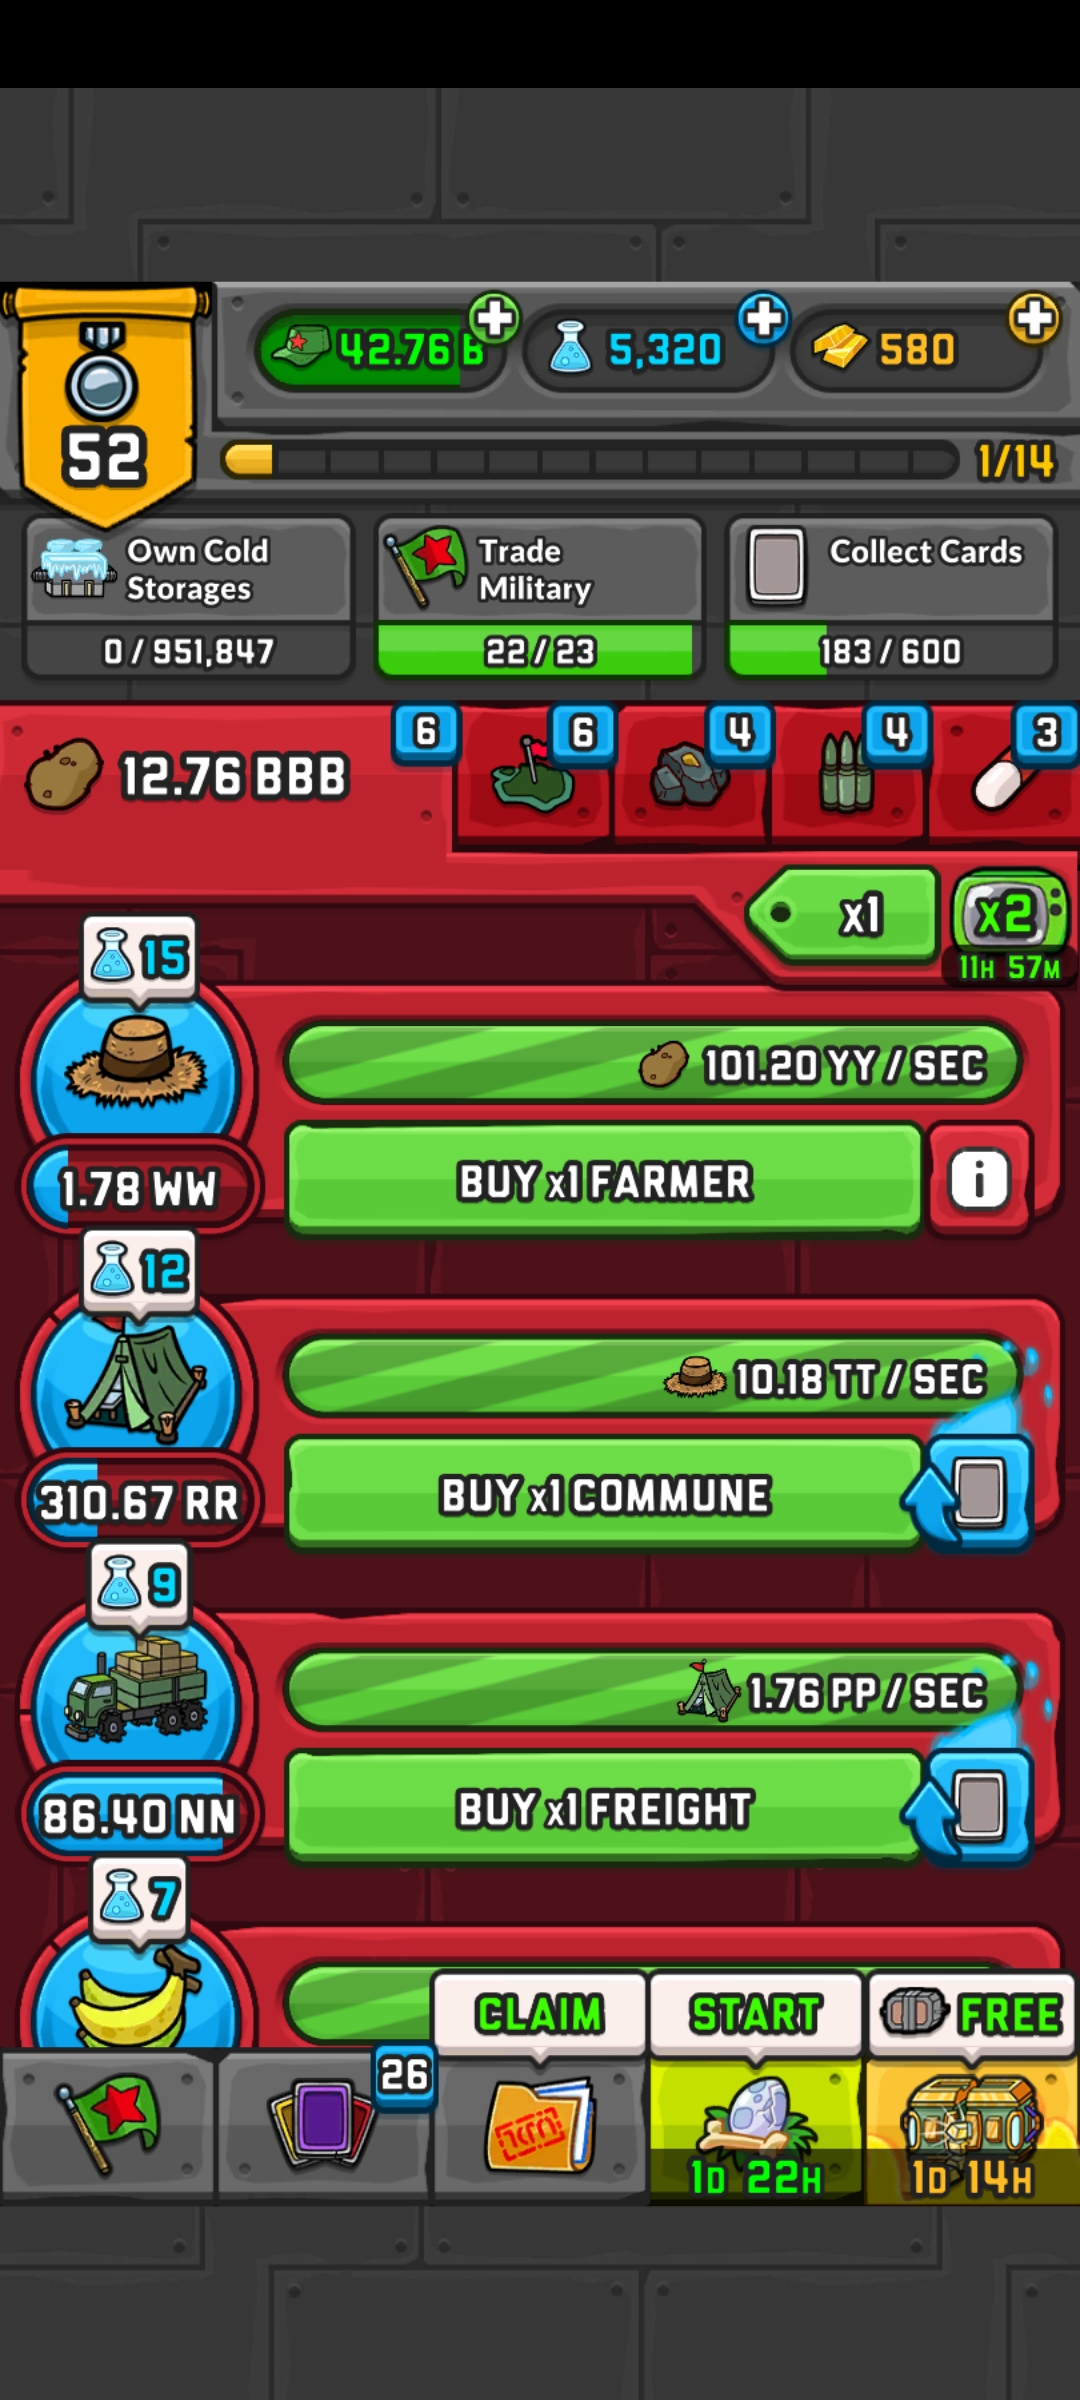 42.76 B
5,320
580
52
1/14
Own Cold
Storages
Trade
Military
Collect Cards
0 / 951,847
22 / 23
183 / 600
12.76 BBB
6
6
4
4
3
x1
x2
11H 57M
15
101.20 YY / SEC
1.78 WW
BUY x1 FARMER
i
12
10.18 TT / SEC
310.67 RR
BUY x1 COMMUNE
9
1.76 PP / SEC
86.40 NN
BUY x1 FREIGHT
7
CLAIM
START
FREE
26
1D 22H
1D 14H